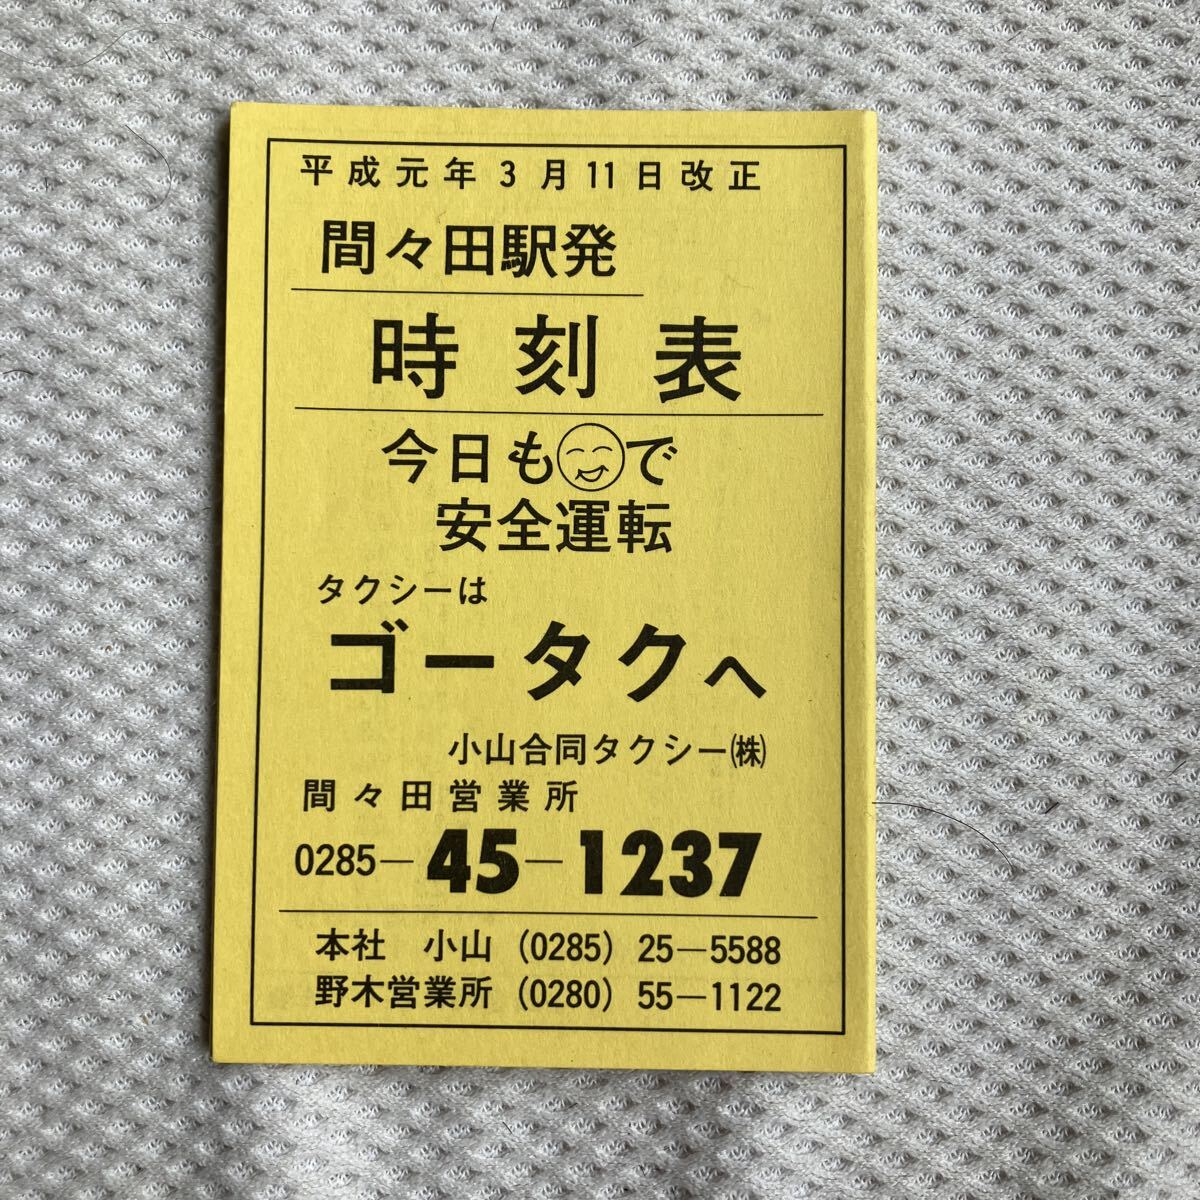 平成元年3月11日改正
間々田駅発
時刻表
今日もで
安全運転
タクシーは
ゴータクへ
小山合同タクシー㈱
間々田営業所
0285-45-1237
本社 小山 (0285) 25-5588
野木営業所 (0280) 55-1122